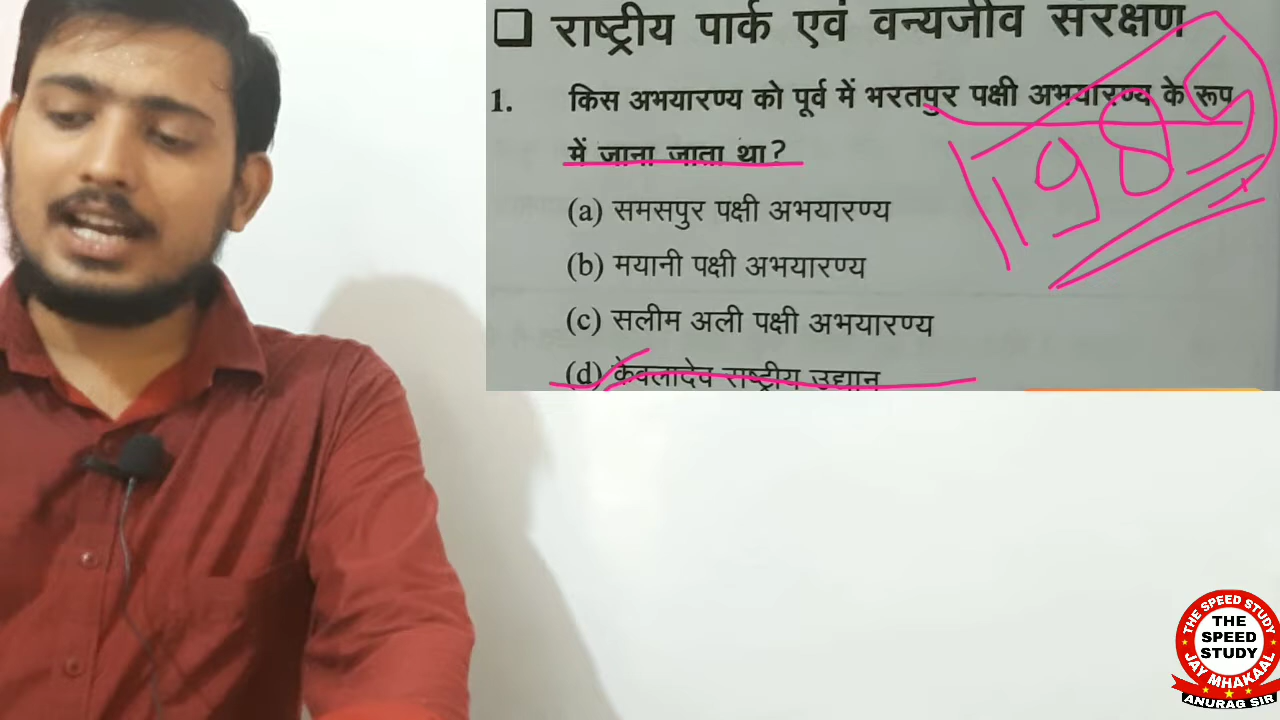 राष्ट्रीय पार्क एवं वन्यजीव संरक्षण
1. किस अभयारण्य को पूर्व में भरतपुर पक्षी अभयारण्य के रूप
में जाना जाता था?
(a) समसपुर पक्षी अभयारण्य
(b) मयानी पक्षी अभयारण्य
(c) सलीम अली पक्षी अभयारण्य
(d) केवलादेव राष्ट्रीय उद्यान
1985
THE SPEED STUDY
THE
SPEED
STUDY
JAY MHAKAAL
ANURAG SIR